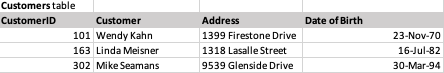 Customers table
CustomerID Customer Address Date of Birth
101 Wendy Kahn 1399 Firestone Drive 23-Nov-70
163 Linda Meisner 1318 Lasalle Street 16-Jul-82
302 Mike Seamans 9539 Glenside Drive 30-Mar-94